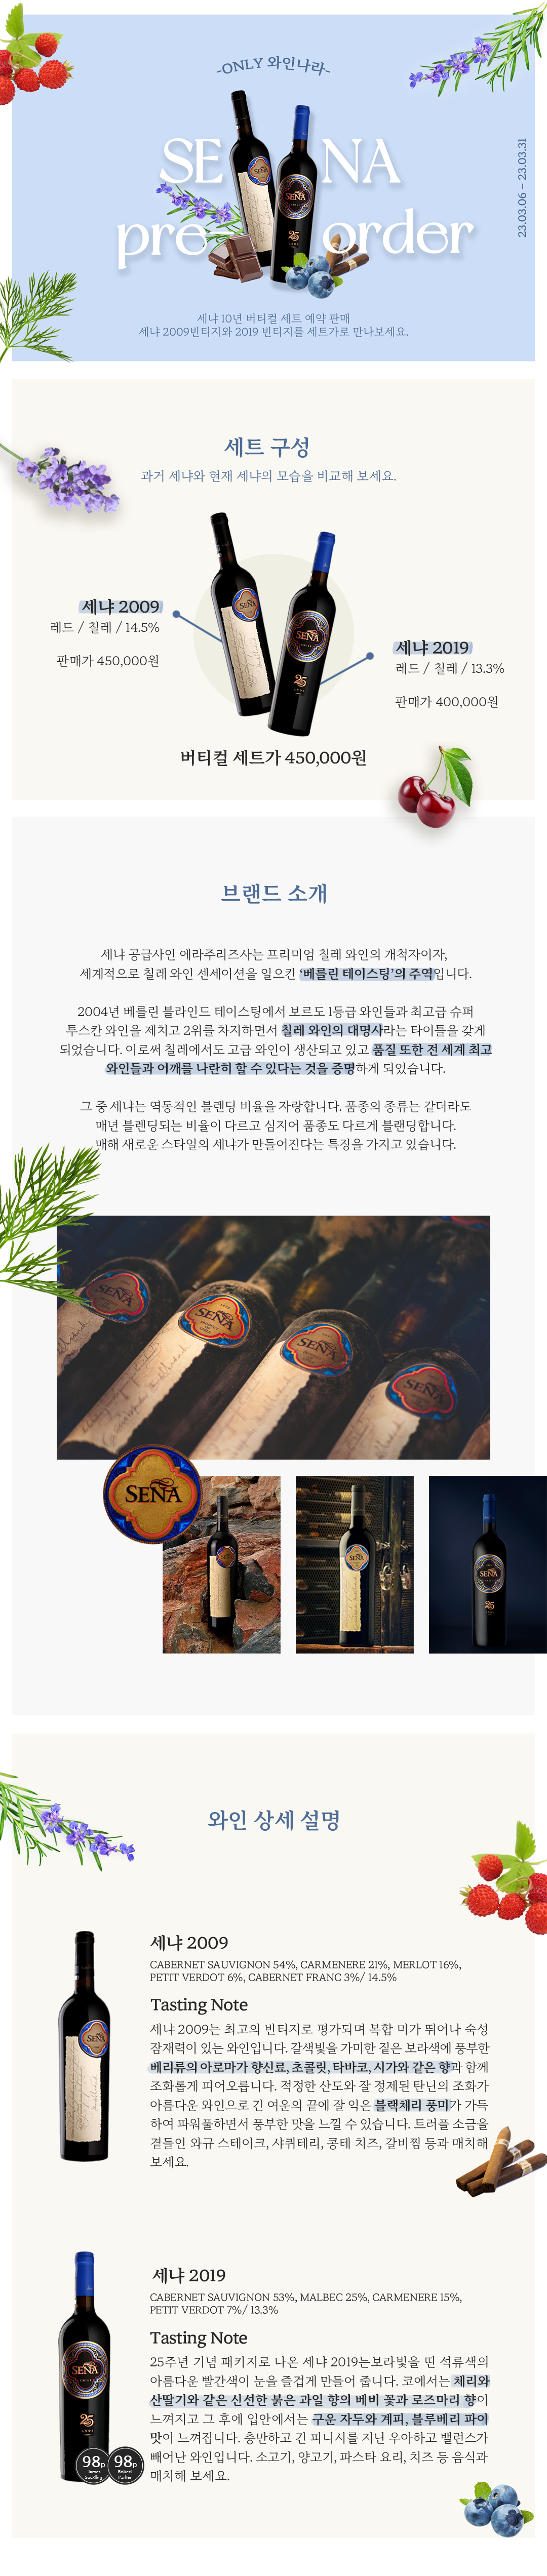 -ONLY 와인나라-
SE NA
pre order
23.03.06 - 23.03.31
SEÑA
SEÑA
25
세냐 10년 버티컬 세트 예약 판매
세냐 2009빈티지와 2019 빈티지를 세트가로 만나보세요.
세트 구성
과거 세냐와 현재 세냐의 모습을 비교해 보세요.
세냐 2009
레드 / 칠레 / 14.5%
판매가 450,000원
SEÑA
SEÑA
25
세냐 2019
레드 / 칠레 / 13.3%
판매가 400,000원
버티컬 세트가 450,000원
브랜드 소개
세냐 공급사인 에라주리즈사는 프리미엄 칠레 와인의 개척자이자,
세계적으로 칠레 와인 센세이션을 일으킨 ‘베를린 테이스팅’의 주역입니다.
2004년 베를린 블라인드 테이스팅에서 보르도 1등급 와인들과 최고급 슈퍼
투스칸 와인을 제치고 2위를 차지하면서 칠레 와인의 대명사라는 타이틀을 갖게
되었습니다. 이로써 칠레에서도 고급 와인이 생산되고 있고 품질 또한 전 세계 최고
와인들과 어깨를 나란히 할 수 있다는 것을 증명하게 되었습니다.
그 중 세냐는 역동적인 블렌딩 비율을 자랑합니다. 품종의 종류는 같더라도
매년 블렌딩되는 비율이 다르고 심지어 품종도 다르게 블랜딩합니다.
매해 새로운 스타일의 세냐가 만들어진다는 특징을 가지고 있습니다.
SEÑA
SEÑA
SEÑA
SEÑA
SEÑA
SEÑA
SEÑA
25
와인 상세 설명
세냐 2009
CABERNET SAUVIGNON 54%, CARMENERE 21%, MERLOT 16%,
PETIT VERDOT 6%, CABERNET FRANC 3%/ 14.5%
Tasting Note
세냐 2009는 최고의 빈티지로 평가되며 복합 미가 뛰어나 숙성
잠재력이 있는 와인입니다. 갈색빛을 가미한 짙은 보라색에 풍부한
베리류의 아로마가 향신료, 초콜릿, 타바코, 시가와 같은 향과 함께
조화롭게 피어오릅니다. 적정한 산도와 잘 정제된 탄닌의 조화가
아름다운 와인으로 긴 여운의 끝에 잘 익은 블랙체리 풍미가 가득
하여 파워풀하면서 풍부한 맛을 느낄 수 있습니다. 트러플 소금을
곁들인 와규 스테이크, 샤퀴테리, 콩테 치즈, 갈비찜 등과 매치해
보세요.
SEÑA
세냐 2019
CABERNET SAUVIGNON 53%, MALBEC 25%, CARMENERE 15%,
PETIT VERDOT 7%/ 13.3%
Tasting Note
25주년 기념 패키지로 나온 세냐 2019는보라빛을 띤 석류색의
아름다운 빨간색이 눈을 즐겁게 만들어 줍니다. 코에서는 체리와
산딸기와 같은 신선한 붉은 과일 향의 베비 꽃과 로즈마리 향이
느껴지고 그 후에 입안에서는 구운 자두와 계피, 블루베리 파이
맛이 느껴집니다. 충만하고 긴 피니시를 지닌 우아하고 밸런스가
빼어난 와인입니다. 소고기, 양고기, 파스타 요리, 치즈 등 음식과
매치해 보세요.
SEÑA
25
98P
James
Suckling
98P
Robert
Parker